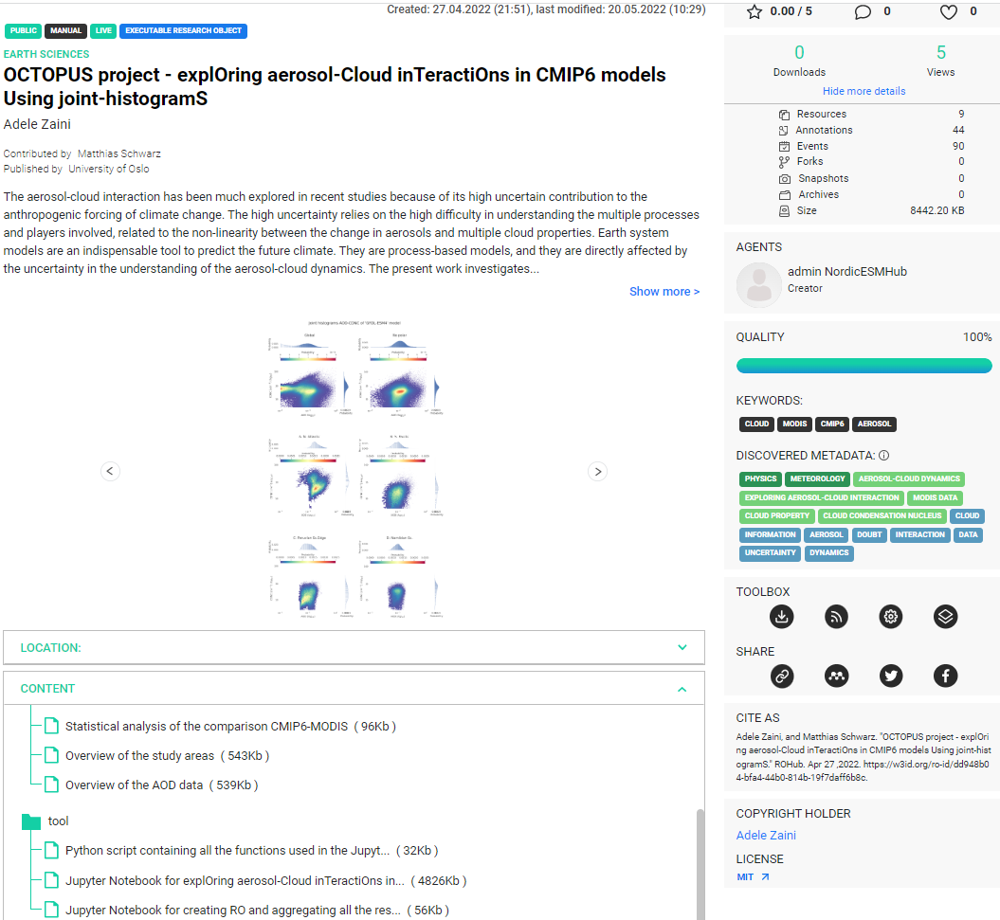 Created: 27.04.2022 (21:51), last modified: 20.05.2022 (10:29)
PUBLIC MANUAL LIVE EXECUTABLE RESEARCH OBJECT
EARTH SCIENCES
OCTOPUS project - explOring aerosol-Cloud inTeractiOns in CMIP6 models
Using joint-histogramS
Adele Zaini
Contributed by Matthias Schwarz
Published by University of Oslo
The aerosol-cloud interaction has been much explored in recent studies because of its high uncertain contribution to the
anthropogenic forcing of climate change. The high uncertainty relies on the high difficulty in understanding the multiple processes
and players involved, related to the non-linearity between the change in aerosols and multiple cloud properties. Earth system
models are an indispensable tool to predict the future climate. They are process-based models, and they are directly affected by
the uncertainty in the understanding of the aerosol-cloud dynamics. The present work investigates...
Show more >
Global
LOCATION:
CONTENT
Statistical analysis of the comparison CMIP6-MODIS ( 96Kb )
Overview of the study areas ( 543Kb )
Overview of the AOD data ( 539Kb )
tool
Python script containing all the functions used in the Jupyt... ( 32Kb )
Jupyter Notebook for explOring aerosol-Cloud inTeractiOns in... ( 4826Kb )
Jupyter Notebook for creating RO and aggregating all the res... ( 56Kb )
0.00 / 5 0 0
0 5
Downloads Views
Hide more details
Resources 9
Annotations 44
Events 90
Forks 0
Snapshots 0
Archives 0
Size 8442.20 KB
AGENTS
admin NordicESMHub
Creator
QUALITY 100%
KEYWORDS:
CLOUD MODIS CMIP6 AEROSOL
DISCOVERED METADATA:
PHYSICS METEOROLOGY AEROSOL-CLOUD DYNAMICS
EXPLORING AEROSOL-CLOUD INTERACTION MODIS DATA
CLOUD PROPERTY CLOUD CONDENSATION NUCLEUS CLOUD
INFORMATION AEROSOL DOUBT INTERACTION DATA
UNCERTAINTY DYNAMICS
TOOLBOX
SHARE
CITE AS
Adele Zaini, and Matthias Schwarz. "OCTOPUS project - explOri
ng aerosol-Cloud inTeractiOns in CMIP6 models Using joint-hist
ogramS." ROHub. Apr 27 ,2022. https://w3id.org/ro-id/dd948b0
4-bfa4-44b0-814b-19f7daff6b8c.
COPYRIGHT HOLDER
Adele Zaini
LICENSE
MIT